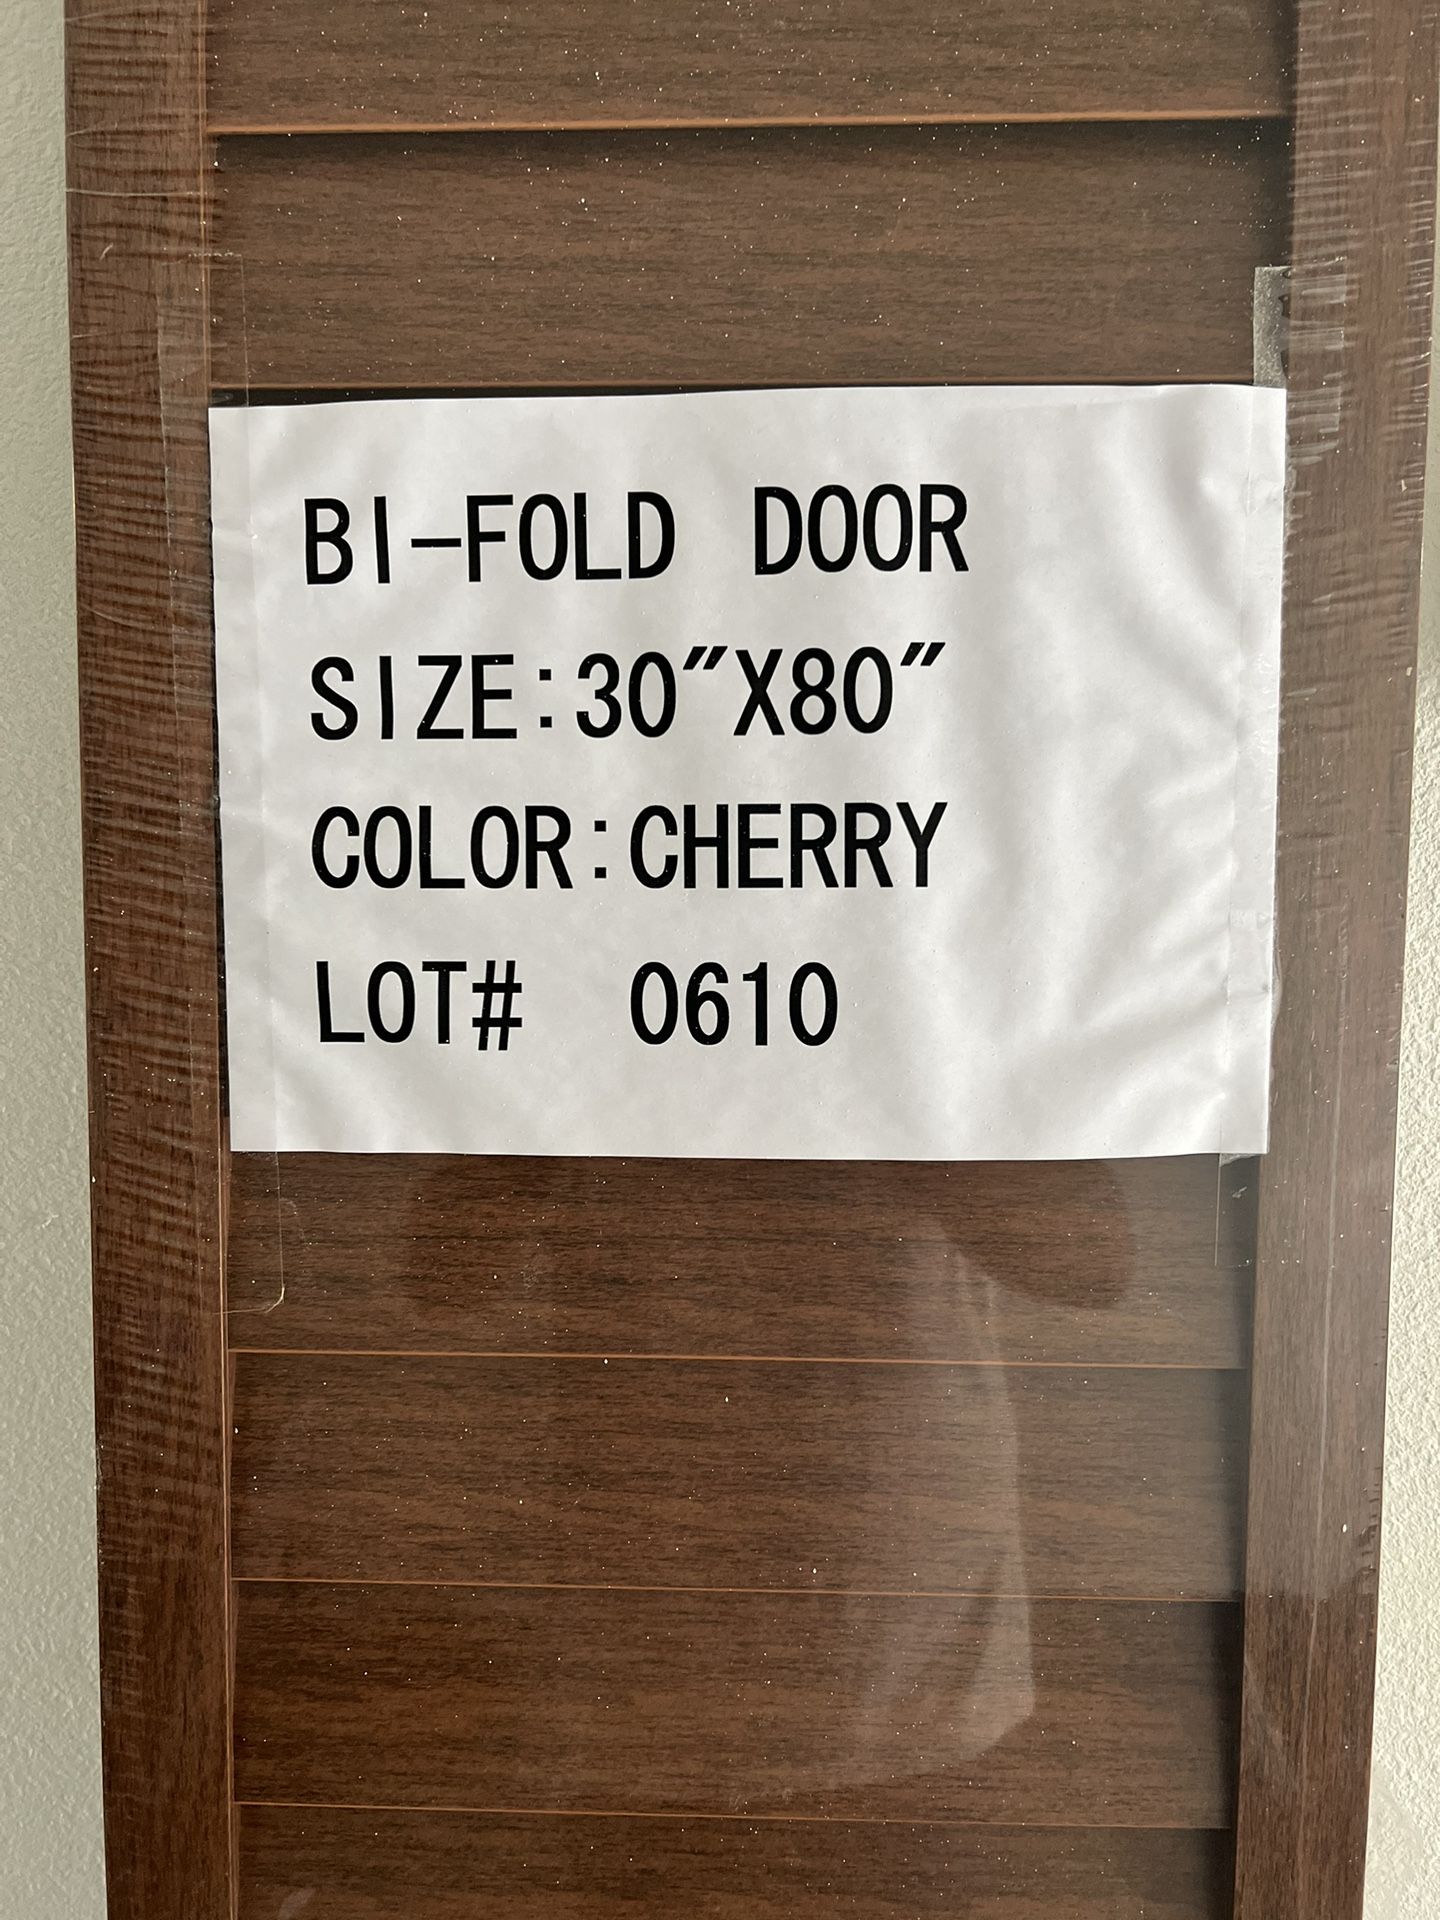 BI-FOLD DOOR
SIZE:30"X80"
COLOR:CHERRY
LOT# 0610